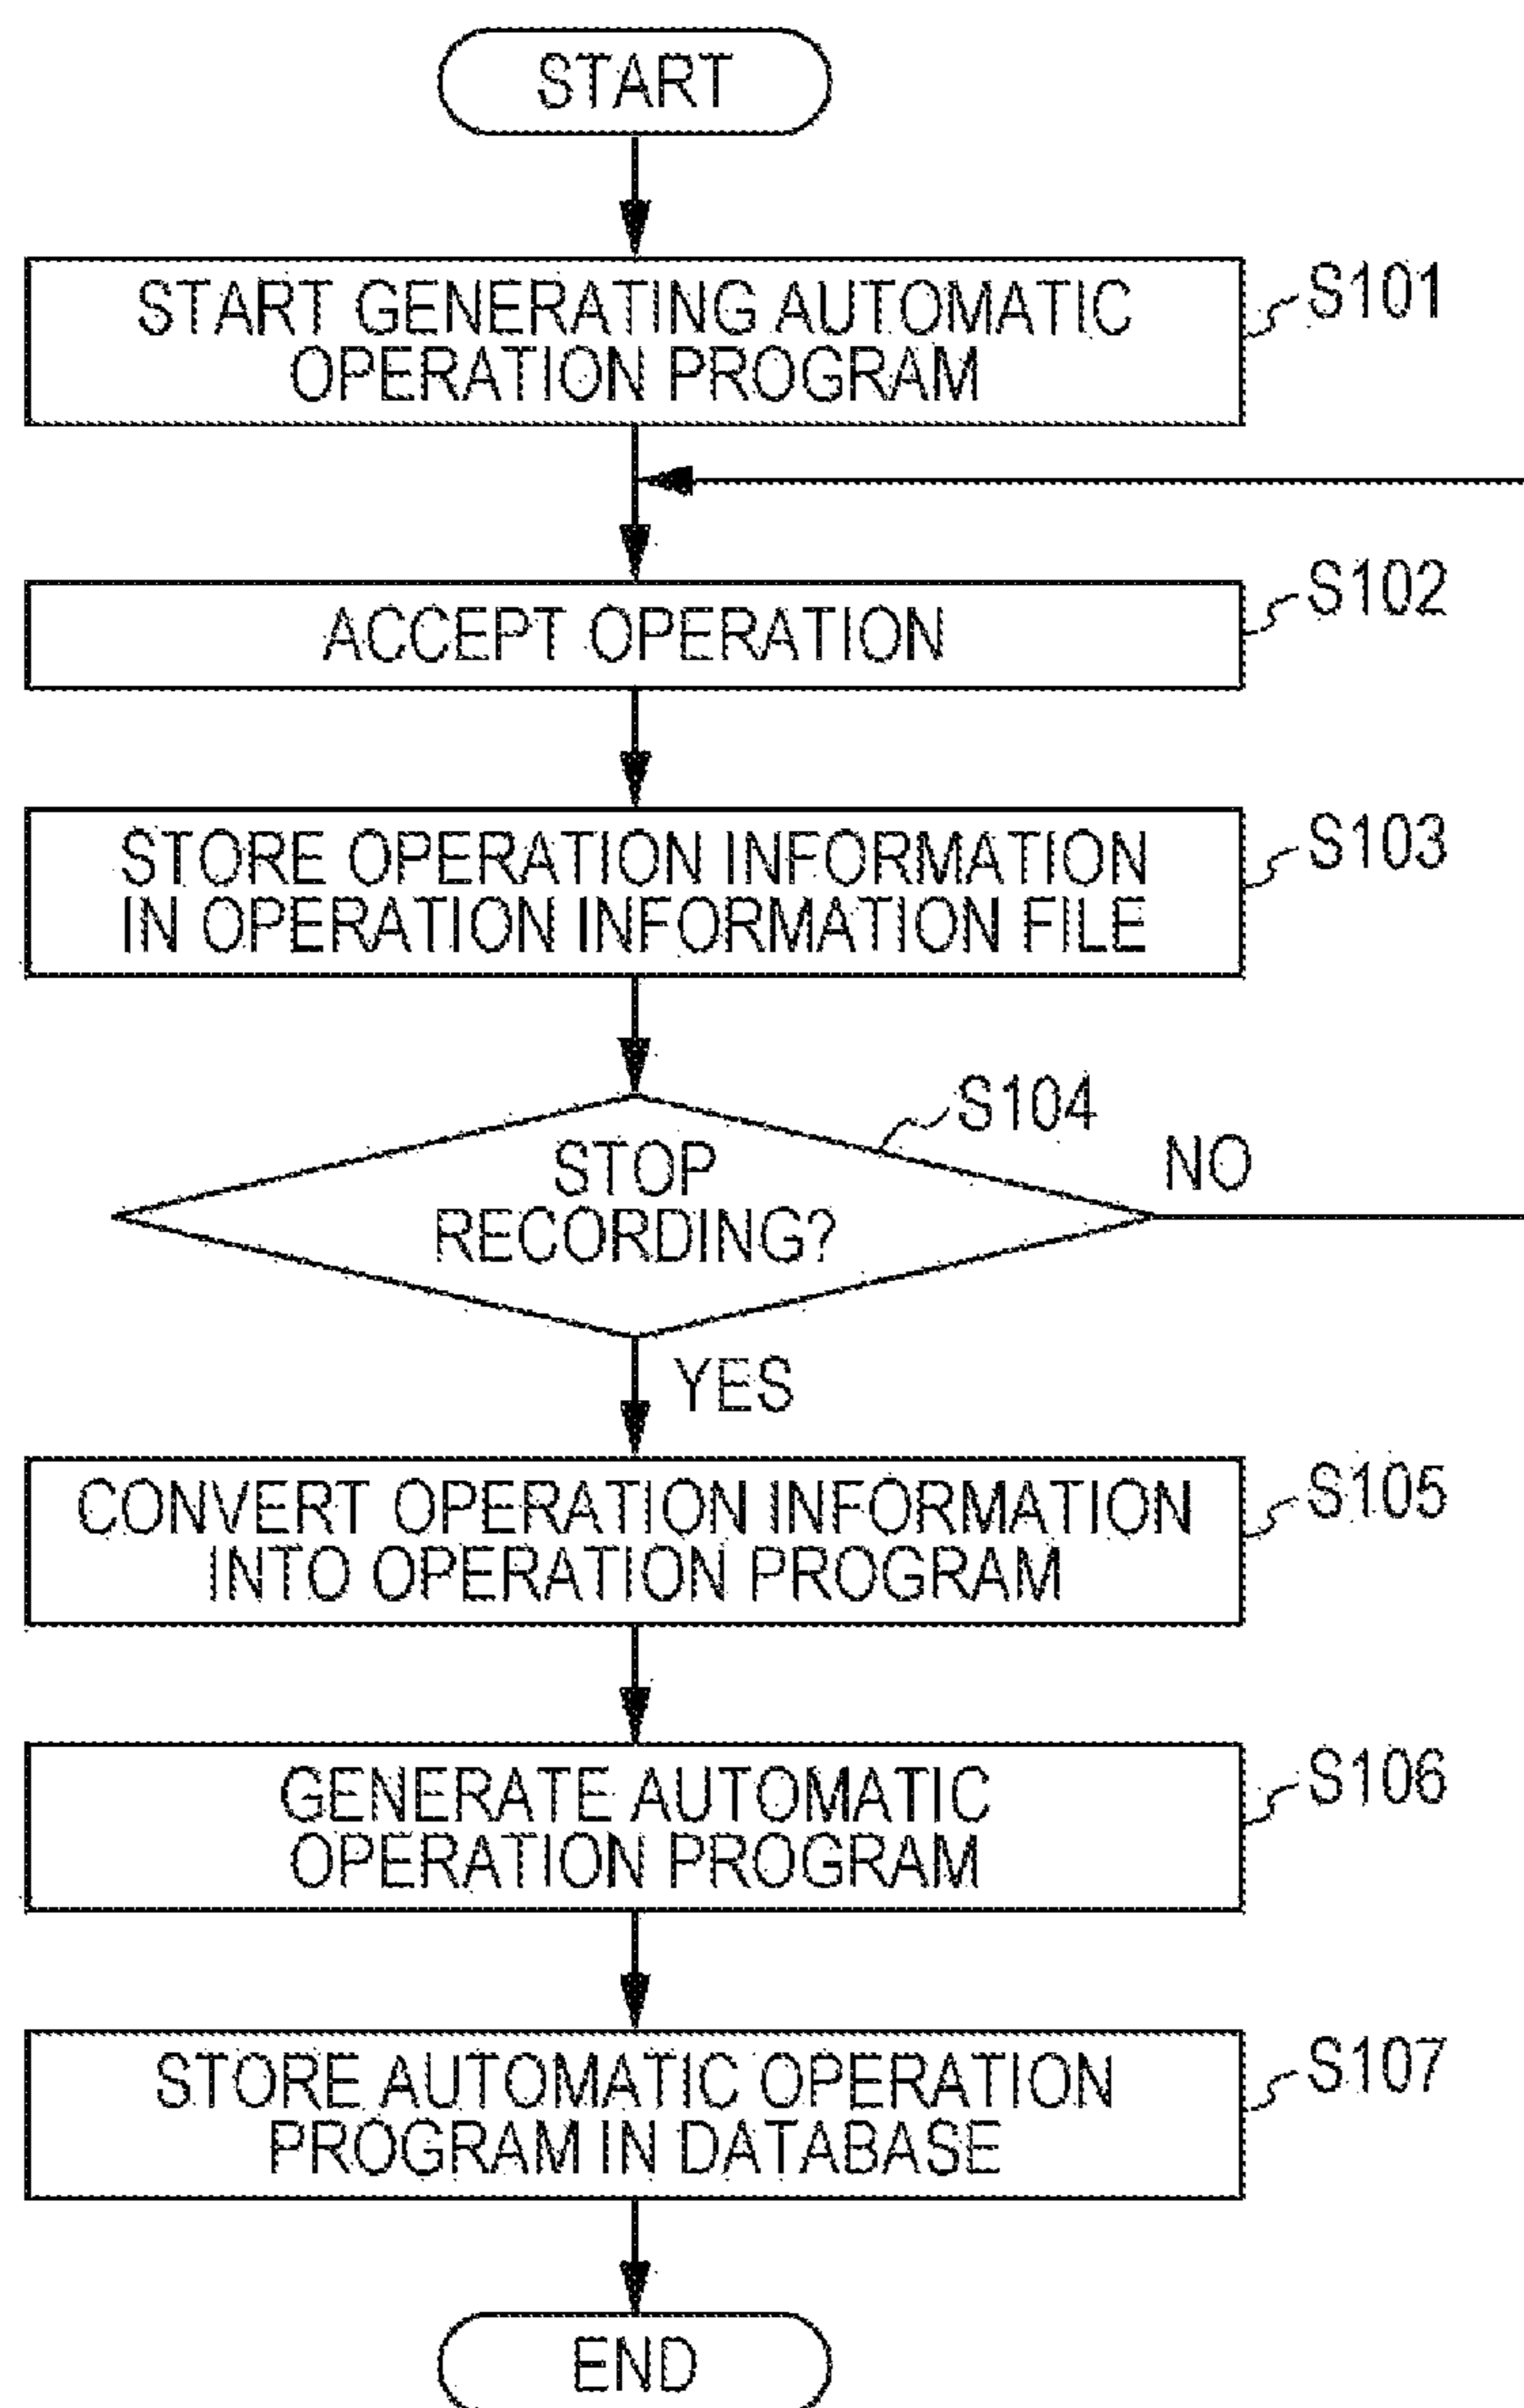 START
START GENERATING AUTOMATIC
OPERATION PROGRAM
S101
ACCEPT OPERATION
S102
STORE OPERATION INFORMATION
IN OPERATION INFORMATION FILE
S103
STOP
RECORDING?
S104
NO
YES
CONVERT OPERATION INFORMATION
INTO OPERATION PROGRAM
S105
GENERATE AUTOMATIC
OPERATION PROGRAM
S106
STORE AUTOMATIC OPERATION
PROGRAM IN DATABASE
S107
END